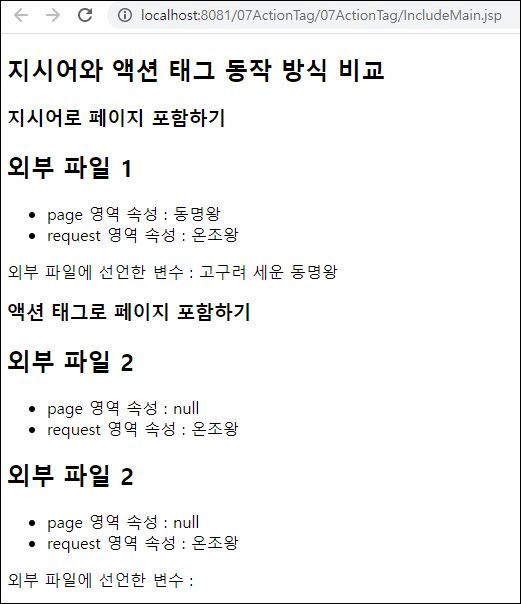 localhost:8081/07ActionTag/07ActionTag/IncludeMain.jsp
지시어와 액션 태그 동작 방식 비교
지시어로 페이지 포함하기
외부 파일 1
• page 영역 속성 : 동명왕
• request 영역 속성 : 온조왕
외부 파일에 선언한 변수 : 고구려 세운 동명왕
액션 태그로 페이지 포함하기
외부 파일 2
• page 영역 속성 : null
• request 영역 속성 : 온조왕
외부 파일 2
• page 영역 속성 : null
• request 영역 속성 : 온조왕
외부 파일에 선언한 변수 :